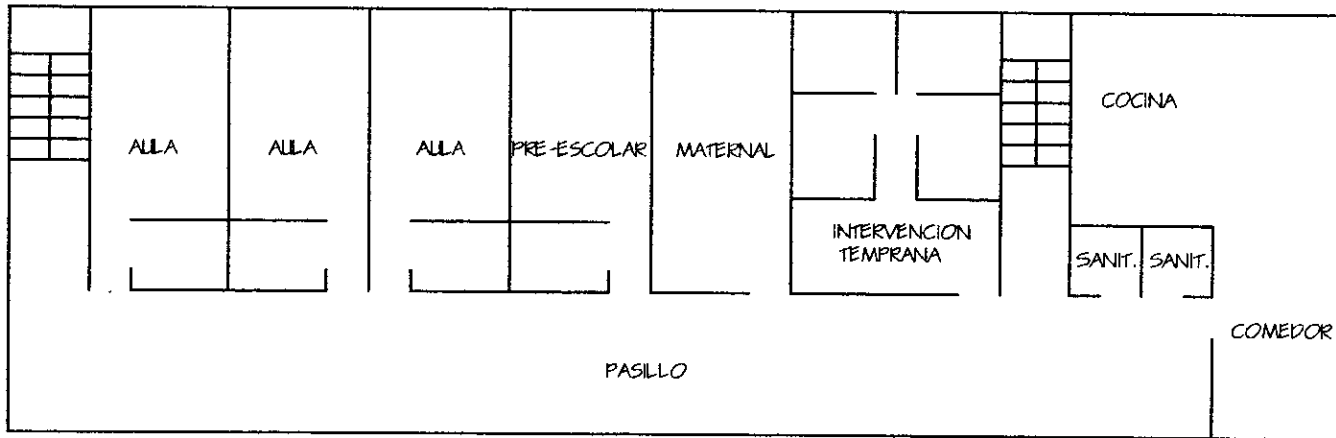 COCINA
AULA
AULA
AULA
PRE-ESCOLAR
MATERNAL
INTERVENCION
TEMPRANA
SANIT.
SANIT.
COMEDOR
PASILLO